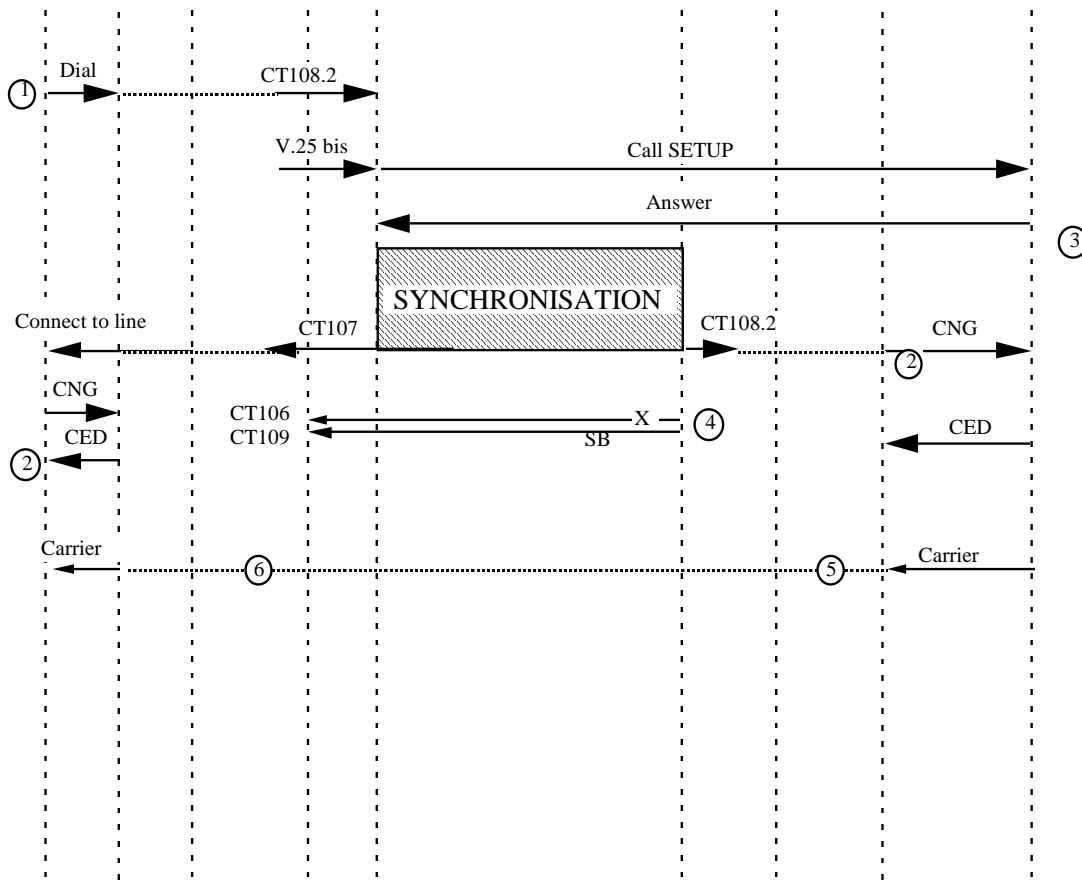 Dial
CT108.2
1
V.25 bis
Call SETUP
Answer
3
SYNCHRONISATION
Connect to line
CT107
CT108.2
CNG
2
CNG
CT106
X
4
CT109
SB
CED
CED
2
Carrier
6
5
Carrier